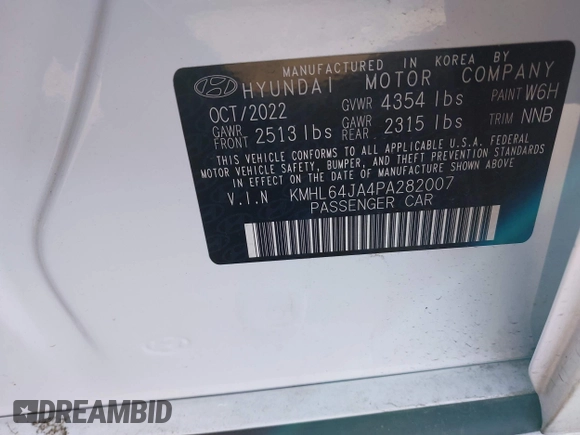 MANUFACTURED IN KOREA BY
HYUNDAI MOTOR COMPANY
OCT/2022 GVWR 4354 lbs PAINT W6H
GAWR FRONT 2513 lbs GAWR REAR 2315 lbs TRIM NNB
THIS VEHICLE CONFORMS TO ALL APPLICABLE U.S.A. FEDERAL
MOTOR VEHICLE SAFETY, BUMPER, AND THEFT PREVENTION STANDARDS
IN EFFECT ON THE DATE OF MANUFACTURE SHOWN ABOVE.
V.I.N KMHL64JA4PA282007
PASSENGER CAR
DREAMBID